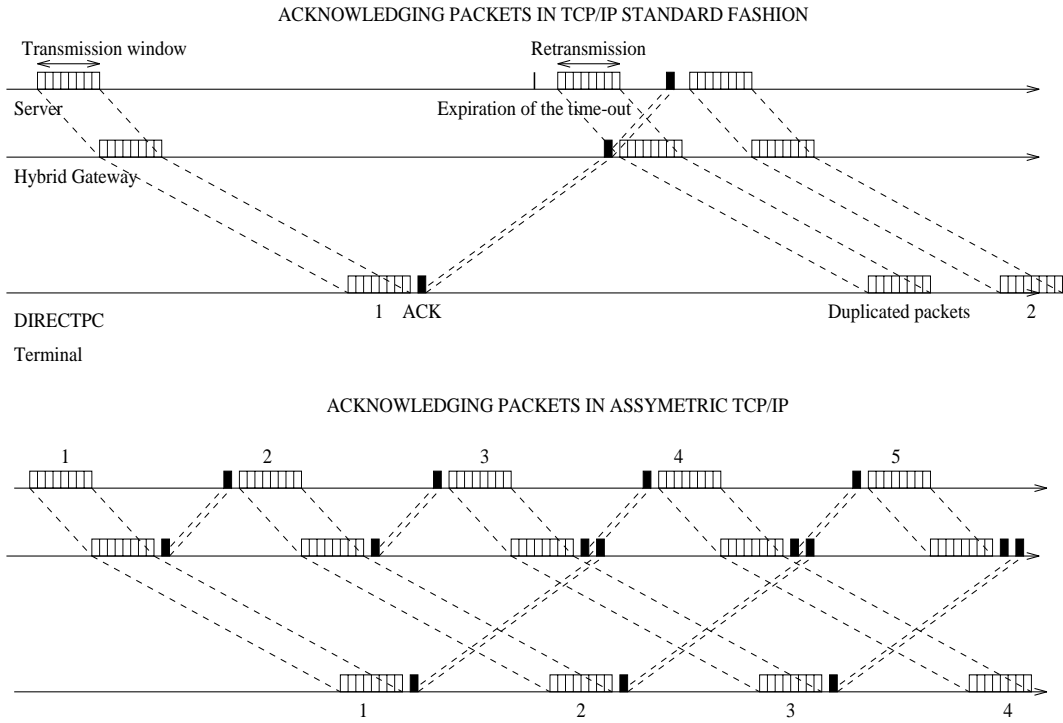 ACKNOWLEDGING PACKETS IN TCP/IP STANDARD FASHION
Transmission window
Retransmission
Server
Expiration of the time-out
Hybrid Gateway
1
ACK
Duplicated packets
2
DIRECTPC
Terminal
ACKNOWLEDGING PACKETS IN ASSYMETRIC TCP/IP
1
2
3
4
5
1
2
3
4